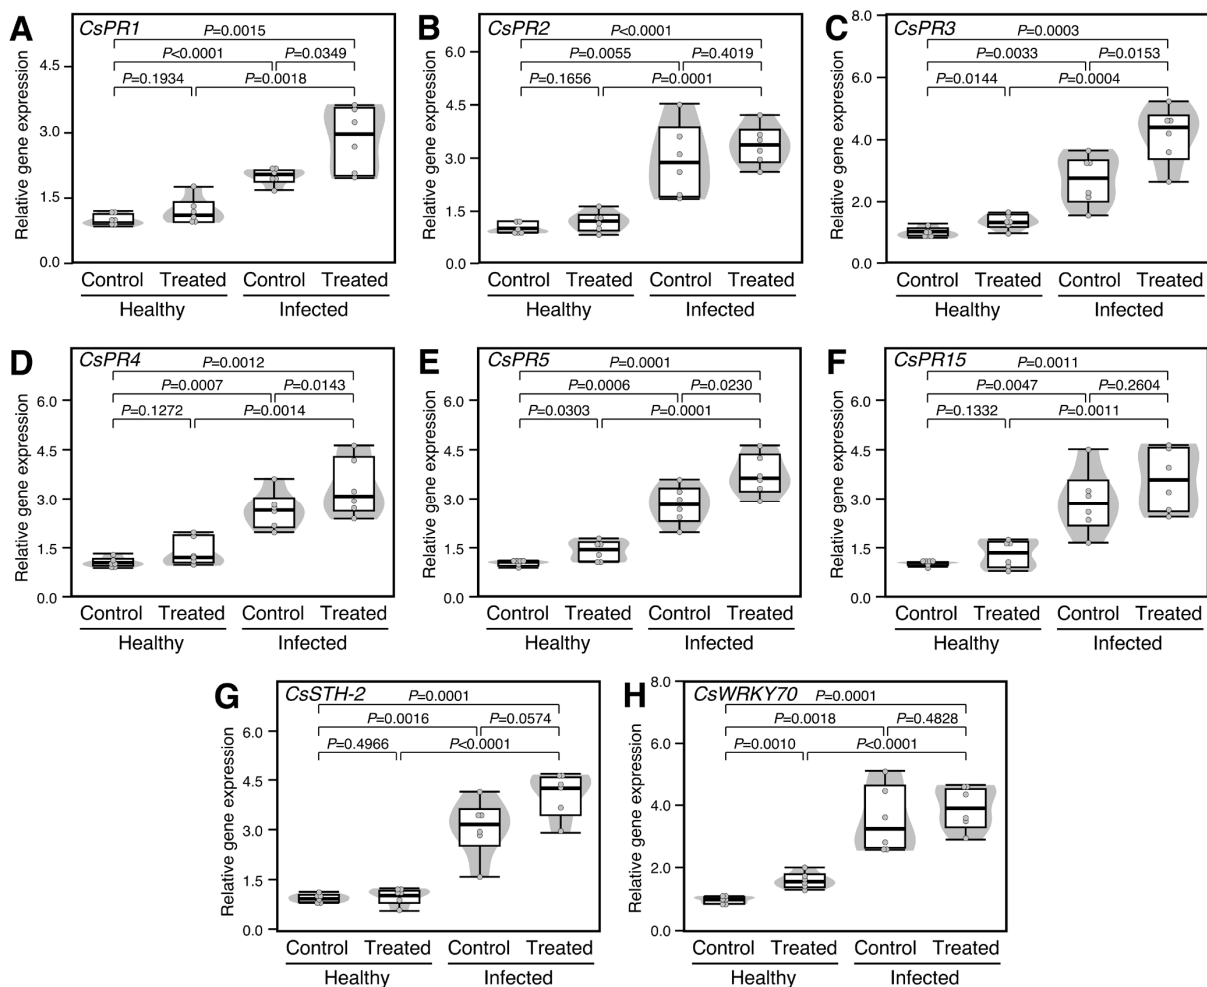 A
CsPR1
P=0.0015
P<0.0001
P=0.0349
P=0.1934
P=0.0018
Relative gene expression
4.5
3.0
1.5
0.0
Control Treated Control Treated
Healthy Infected
B
CsPR2
P<0.0001
P=0.0055
P=0.4019
P=0.1656
P=0.0001
Relative gene expression
6.0
4.5
3.0
1.5
0.0
Control Treated Control Treated
Healthy Infected
C
CsPR3
P=0.0003
P=0.0033
P=0.0153
P=0.0144
P=0.0004
Relative gene expression
8.0
6.0
4.0
2.0
0.0
Control Treated Control Treated
Healthy Infected
D
CsPR4
P=0.0012
P=0.0007
P=0.0143
P=0.1272
P=0.0014
Relative gene expression
6.0
4.5
3.0
1.5
0.0
Control Treated Control Treated
Healthy Infected
E
CsPR5
P=0.0001
P=0.0006
P=0.0230
P=0.0303
P=0.0001
Relative gene expression
6.0
4.5
3.0
1.5
0.0
Control Treated Control Treated
Healthy Infected
F
CsPR15
P=0.0011
P=0.0047
P=0.2604
P=0.1332
P=0.0011
Relative gene expression
6.0
4.5
3.0
1.5
0.0
Control Treated Control Treated
Healthy Infected
G
CsSTH-2
P=0.0001
P=0.0016
P=0.0574
P=0.4966
P<0.0001
Relative gene expression
6.0
4.5
3.0
1.5
0.0
Control Treated Control Treated
Healthy Infected
H
CsWRKY70
P=0.0001
P=0.0018
P=0.4828
P=0.0010
P<0.0001
Relative gene expression
8.0
6.0
4.0
2.0
0.0
Control Treated Control Treated
Healthy Infected